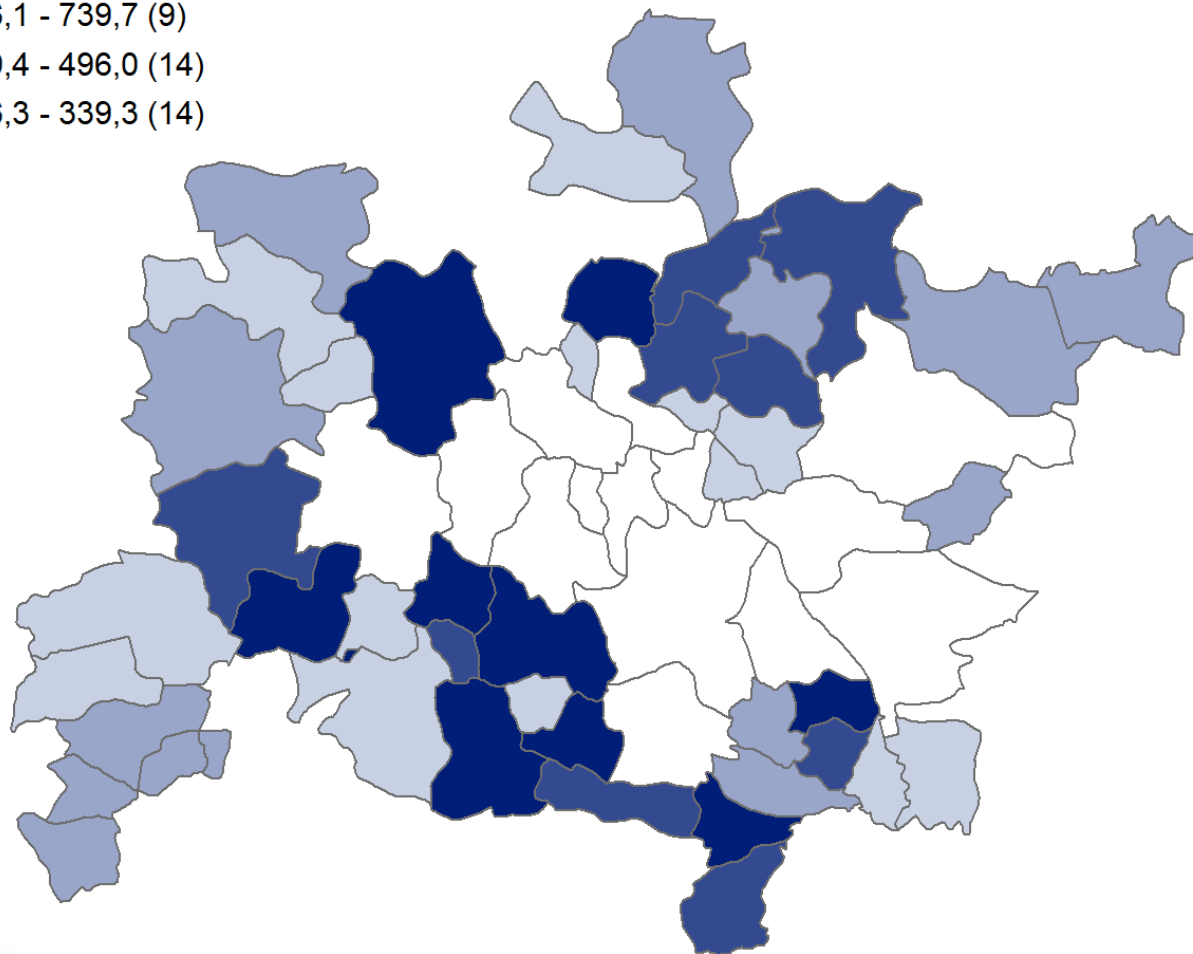 ,1 - 739,7 (9)
,4 - 496,0 (14)
,3 - 339,3 (14)